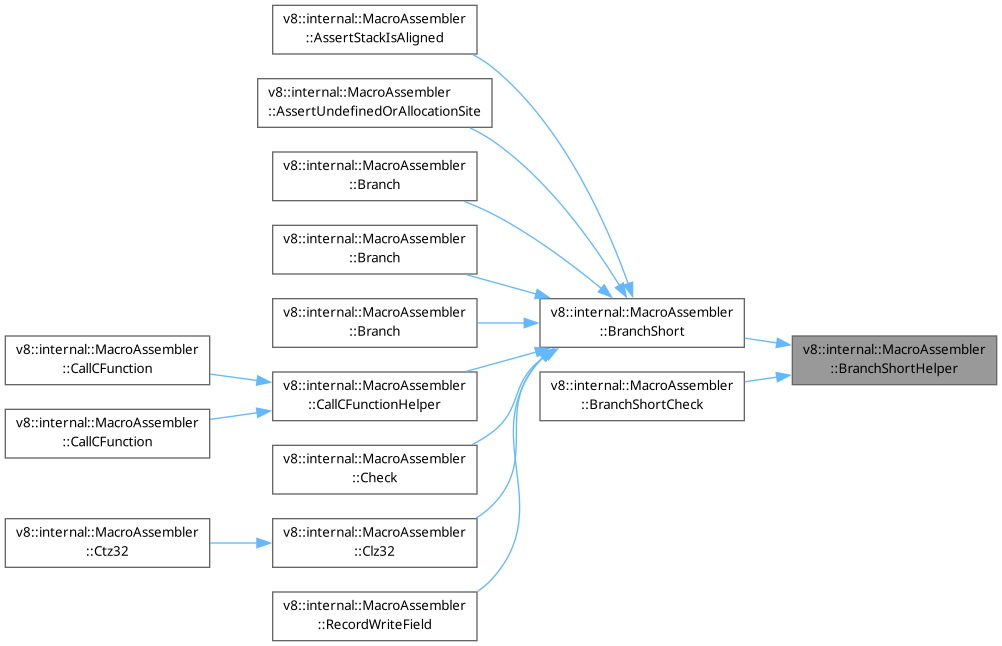 v8::internal::MacroAssembler
::AssertStackIsAligned
v8::internal::MacroAssembler
::AssertUndefinedOrAllocationSite
v8::internal::MacroAssembler
::Branch
v8::internal::MacroAssembler
::Branch
v8::internal::MacroAssembler
::Branch
v8::internal::MacroAssembler
::BranchShort
v8::internal::MacroAssembler
::BranchShortHelper
v8::internal::MacroAssembler
::CallCFunction
v8::internal::MacroAssembler
::CallCFunctionHelper
v8::internal::MacroAssembler
::BranchShortCheck
v8::internal::MacroAssembler
::CallCFunction
v8::internal::MacroAssembler
::Check
v8::internal::MacroAssembler
::Ctz32
v8::internal::MacroAssembler
::Clz32
v8::internal::MacroAssembler
::RecordWriteField